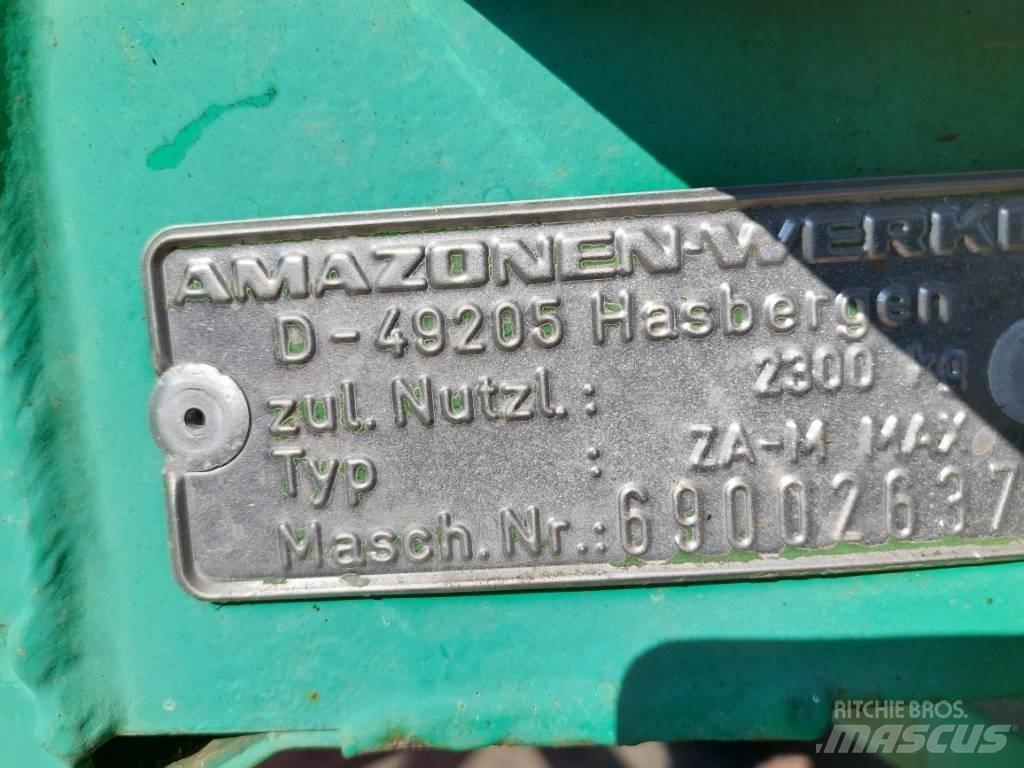 AMAZONEN-WERKE
D-49205 Hasbergen
zul. Nutzl.: 2300 kg
Typ : ZA-M MAX
Masch. Nr.: 69002637
RITCHIE BROS.
MASCUS